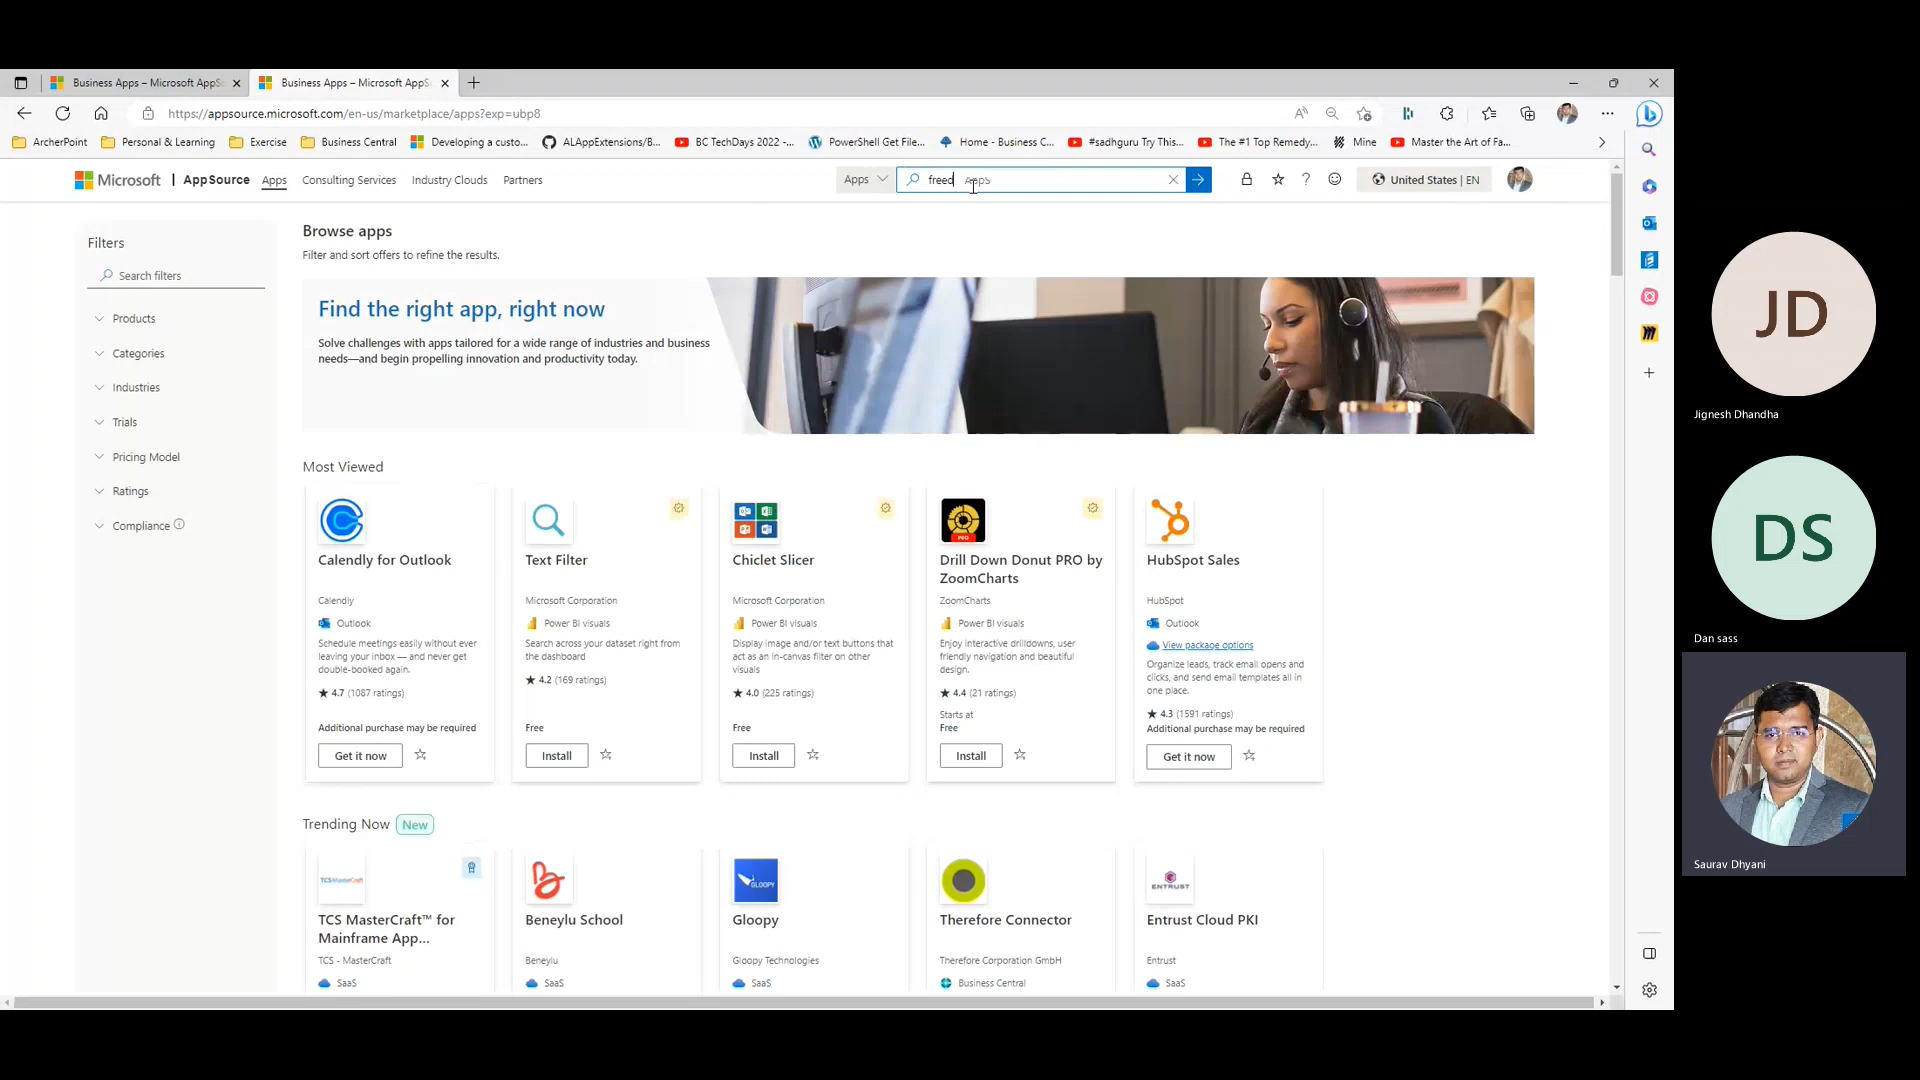 Business Apps – Microsoft AppS
Business Apps – Microsoft AppS
https://appsource.microsoft.com/en-us/marketplace/apps?exp=ubp8
ArcherPoint
Personal & Learning
Exercise
Business Central
Developing a custo...
ALAppExtensions/B...
BC TechDays 2022 -...
PowerShell Get File...
Home - Business C...
#sadhguru Try This...
The #1 Top Remedy...
Mine
Master the Art of Fa...
Microsoft | AppSource
Apps
Consulting Services
Industry Clouds
Partners
Apps
freed
Apps
United States | EN
Filters
Search filters
Products
Categories
Industries
Trials
Pricing Model
Ratings
Compliance
Browse apps
Filter and sort offers to refine the results.
Find the right app, right now
Solve challenges with apps tailored for a wide range of industries and business
needs—and begin propelling innovation and productivity today.
Most Viewed
Calendly for Outlook
Calendly
Outlook
Schedule meetings easily without ever
leaving your inbox — and never get
double-booked again.
4.7 (1087 ratings)
Additional purchase may be required
Get it now
Text Filter
Microsoft Corporation
Power BI visuals
Search across your dataset right from
the dashboard
4.2 (169 ratings)
Free
Install
Chiclet Slicer
Microsoft Corporation
Power BI visuals
Display image and/or text buttons that
act as an in-canvas filter on other
visuals
4.0 (225 ratings)
Free
Install
PRO
Drill Down Donut PRO by
ZoomCharts
ZoomCharts
Power BI visuals
Enjoy interactive drilldowns, user
friendly navigation and beautiful
design.
4.4 (21 ratings)
Starts at
Free
Install
HubSpot Sales
HubSpot
Outlook
View package options
Organize leads, track email opens and
clicks, and send email templates all in
one place.
4.3 (1591 ratings)
Additional purchase may be required
Get it now
Trending Now New
TCS MasterCraft
TCS MasterCraft™ for
Mainframe App...
TCS - MasterCraft
SaaS
Beneylu School
Beneylu
SaaS
GLOOPY
Gloopy
Gloopy Technologies
SaaS
Therefore Connector
Therefore Corporation GmbH
Business Central
ENTRUST
Entrust Cloud PKI
Entrust
SaaS
JD
Jignesh Dhandha
DS
Dan sass
Saurav Dhyani